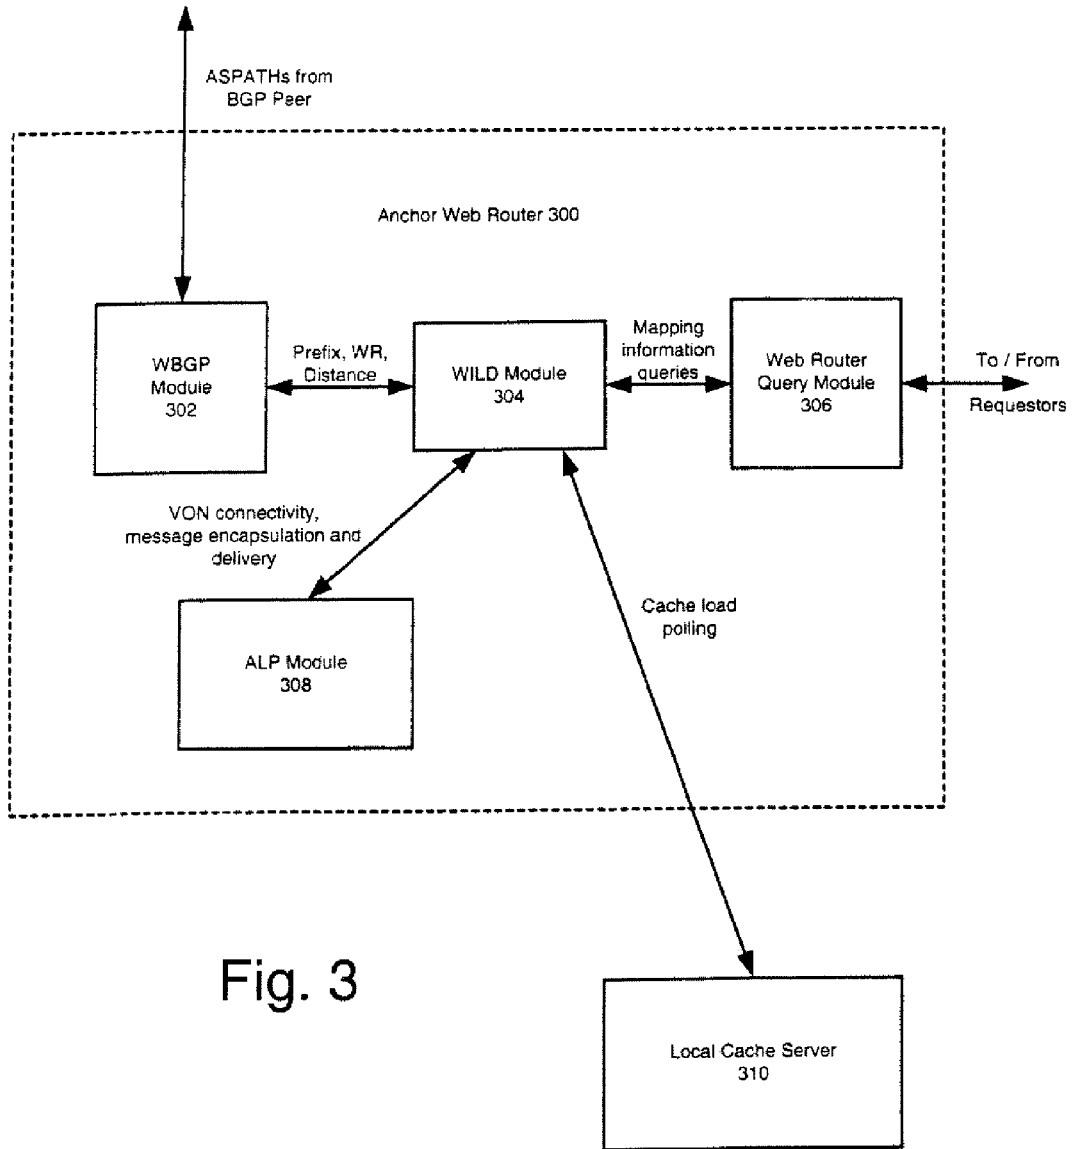 ASPATHs from
BGP Peer
Anchor Web Router 300
WBGP
Module
302
Prefix, WR,
Distance
WILD Module
304
Mapping
information
queries
Web Router
Query Module
306
To / From
Requestors
VON connectivity,
message encapsulation and
delivery
ALP Module
308
Cache load
polling
Fig. 3
Local Cache Server
310